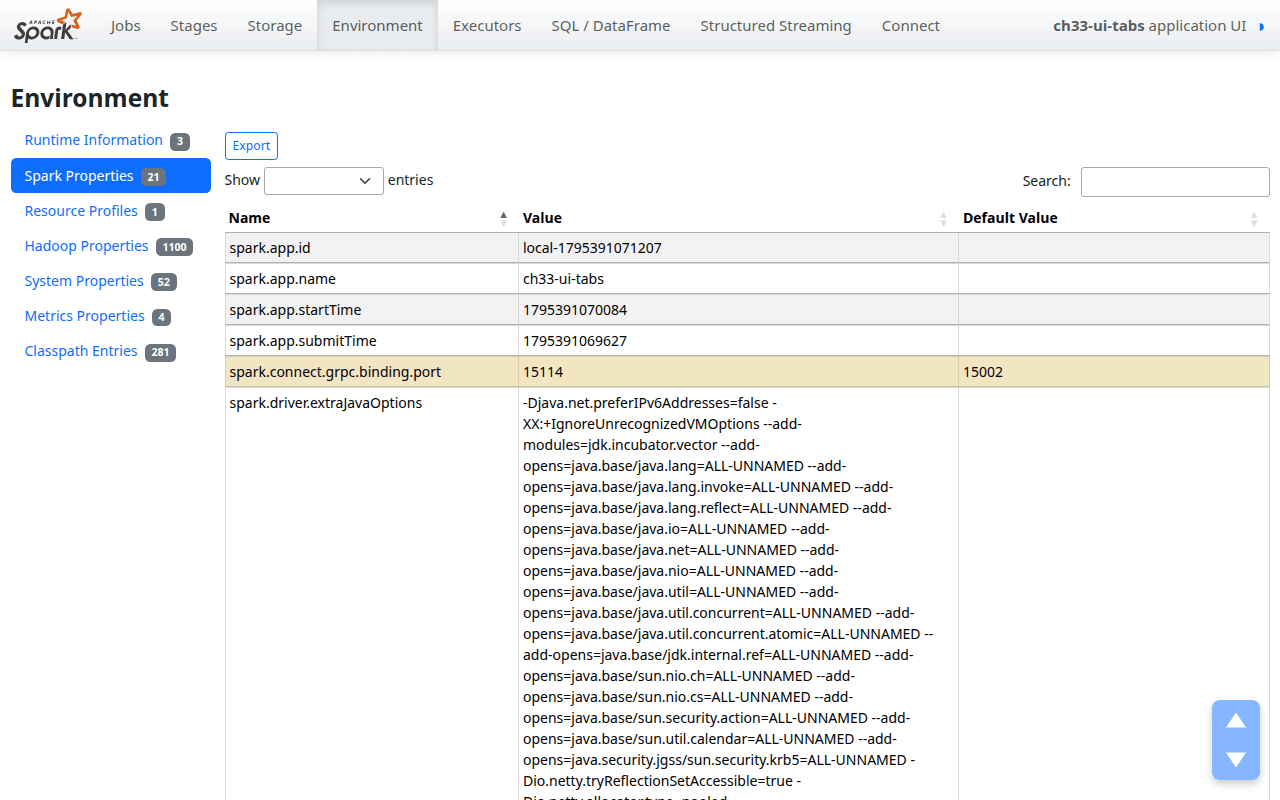 APACHE
Spark
Jobs
Stages
Storage
Environment
Executors
SQL / DataFrame
Structured Streaming
Connect
ch33-ui-tabs application UI
Environment
Runtime Information 3
Spark Properties 21
Resource Profiles 1
Hadoop Properties 1100
System Properties 52
Metrics Properties 4
Classpath Entries 281
Export
Show entries
Search:
Name Value Default Value
spark.app.id local-1795391071207
spark.app.name ch33-ui-tabs
spark.app.startTime 1795391070084
spark.app.submitTime 1795391069627
spark.connect.grpc.binding.port 15114 15002
spark.driver.extraJavaOptions -Djava.net.preferIPv6Addresses=false -
XX:+IgnoreUnrecognizedVMOptions --add-
modules=jdk.incubator.vector --add-
opens=java.base/java.lang=ALL-UNNAMED --add-
opens=java.base/java.lang.invoke=ALL-UNNAMED --add-
opens=java.base/java.lang.reflect=ALL-UNNAMED --add-
opens=java.base/java.io=ALL-UNNAMED --add-
opens=java.base/java.net=ALL-UNNAMED --add-
opens=java.base/java.nio=ALL-UNNAMED --add-
opens=java.base/java.util=ALL-UNNAMED --add-
opens=java.base/java.util.concurrent=ALL-UNNAMED --add-
opens=java.base/java.util.concurrent.atomic=ALL-UNNAMED --
add-opens=java.base/jdk.internal.ref=ALL-UNNAMED --add-
opens=java.base/sun.nio.ch=ALL-UNNAMED --add-
opens=java.base/sun.nio.cs=ALL-UNNAMED --add-
opens=java.base/sun.security.action=ALL-UNNAMED --add-
opens=java.base/sun.util.calendar=ALL-UNNAMED --add-
opens=java.security.jgss/sun.security.krb5=ALL-UNNAMED -
Dio.netty.tryReflectionSetAccessible=true -
Dio.netty.allocator.type=pooled